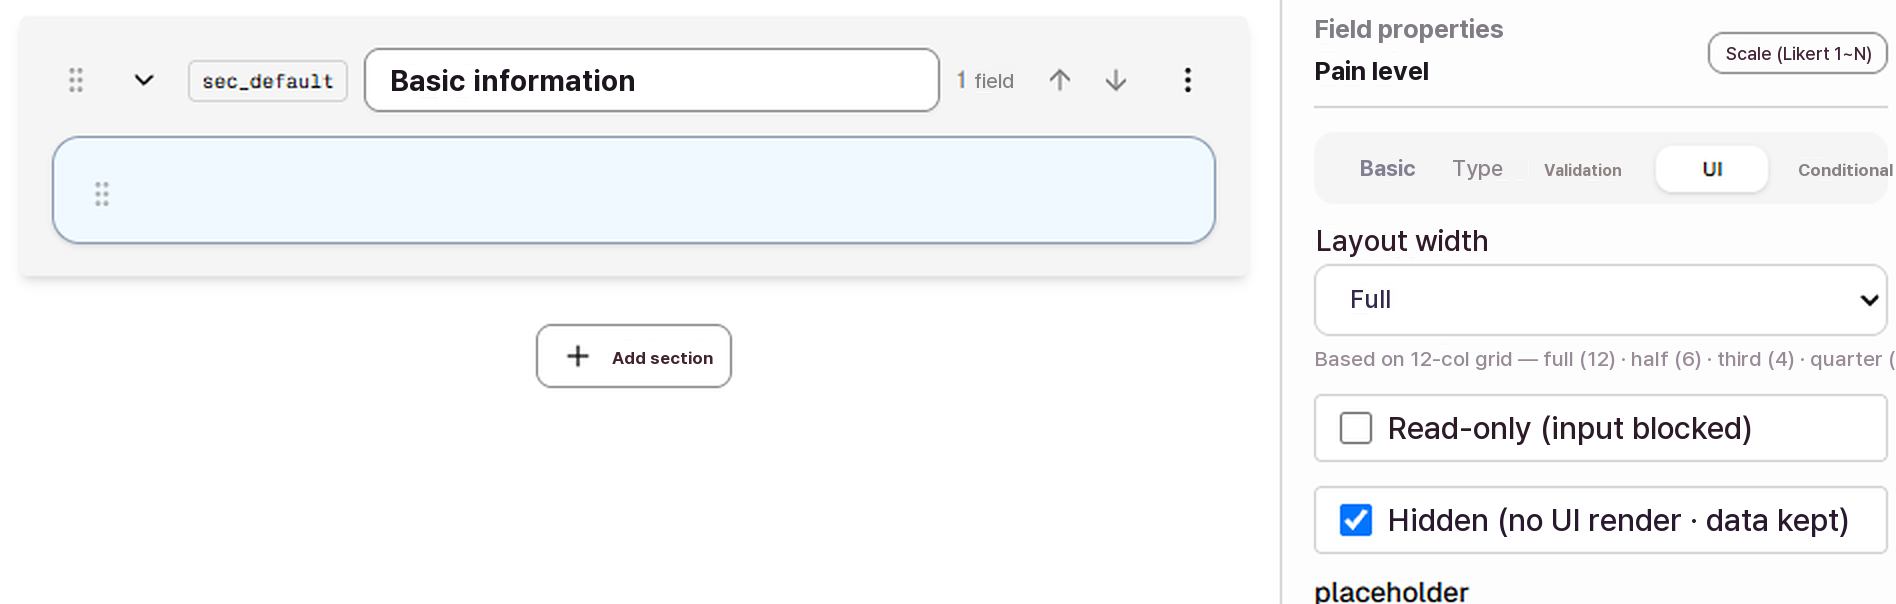 sec_default
Basic information
1 field
Add section
Field properties
Pain level
Scale (Likert 1~N)
Basic
Type
Validation
UI
Conditional
Layout width
Full
Based on 12-col grid — full (12) · half (6) · third (4) · quarter (
Read-only (input blocked)
Hidden (no UI render · data kept)
placeholder